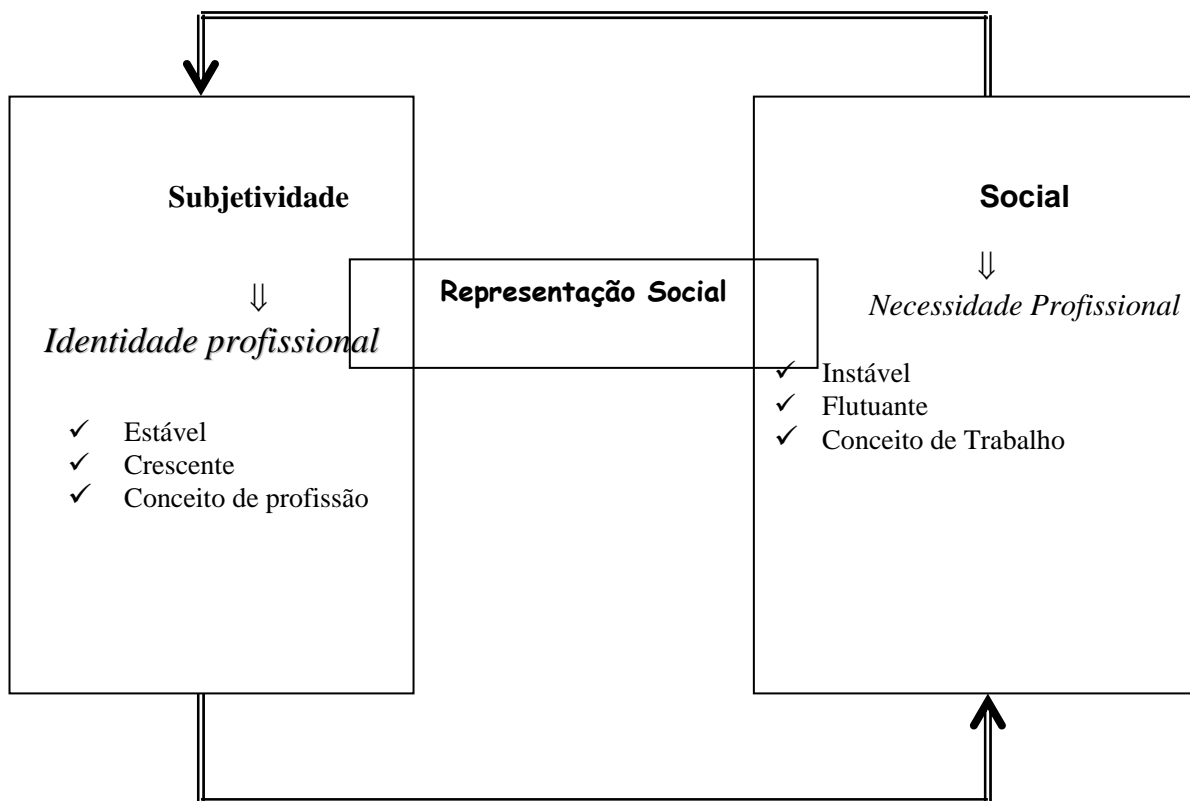 Subjetividade
⇓
Identidade profissional
✓ Estável
✓ Crescente
✓ Conceito de profissão
Representação Social
Social
⇓
Necessidade Profissional
✓ Instável
✓ Flutuante
✓ Conceito de Trabalho